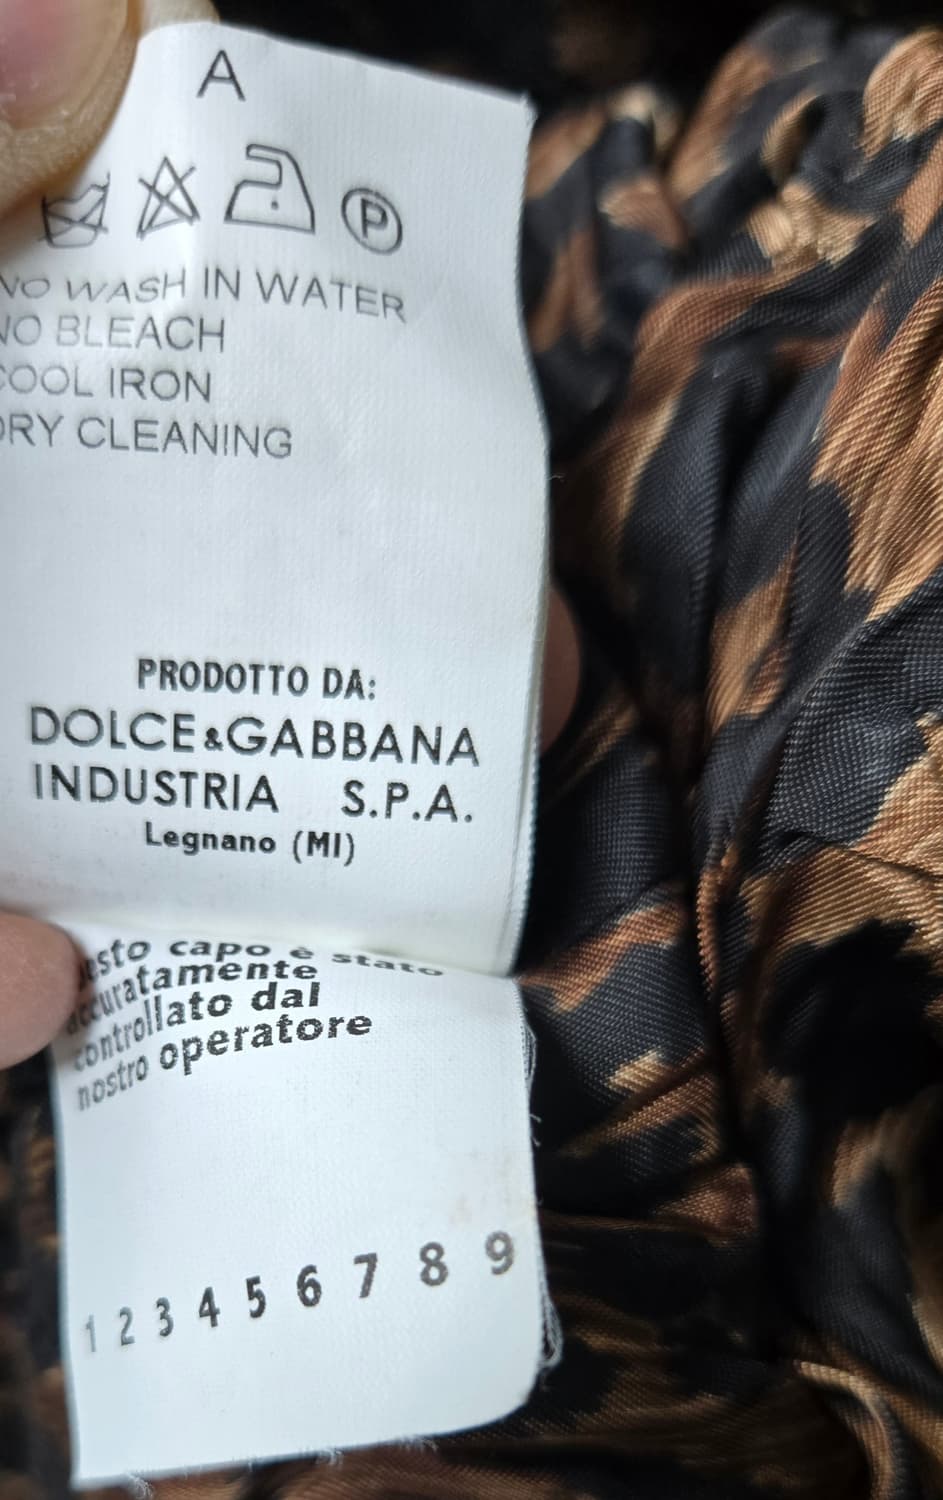 A
P
NO WASH IN WATER
NO BLEACH
COOL IRON
DRY CLEANING
PRODOTTO DA:
DOLCE&GABBANA
INDUSTRIA S.P.A.
Legnano (MI)
esto capo è stato
accuratamente
controllato dal
nostro operatore
1 2 3 4 5 6 7 8 9